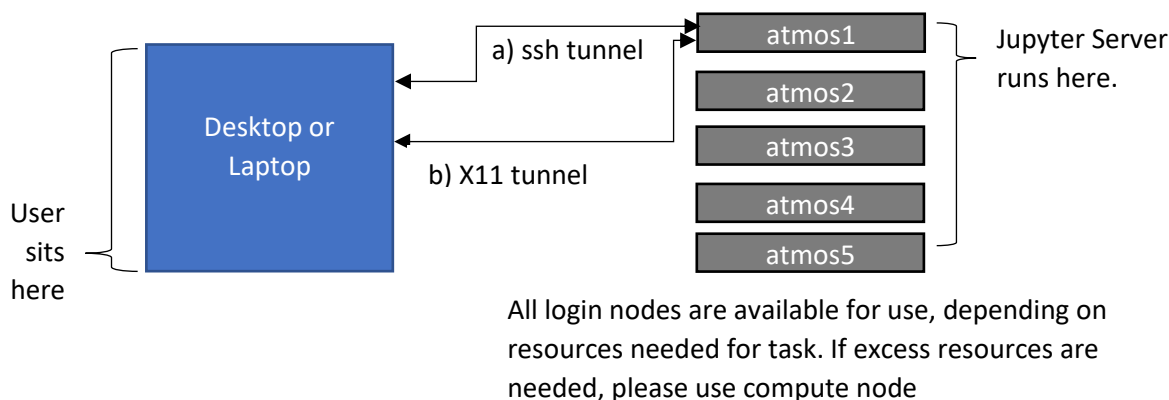 a) ssh tunnel
atmos1
Jupyter Server
runs here.
atmos2
Desktop or
Laptop
atmos3
b) X11 tunnel
atmos4
User
sits
here
atmos5
All login nodes are available for use, depending on
resources needed for task. If excess resources are
needed, please use compute node